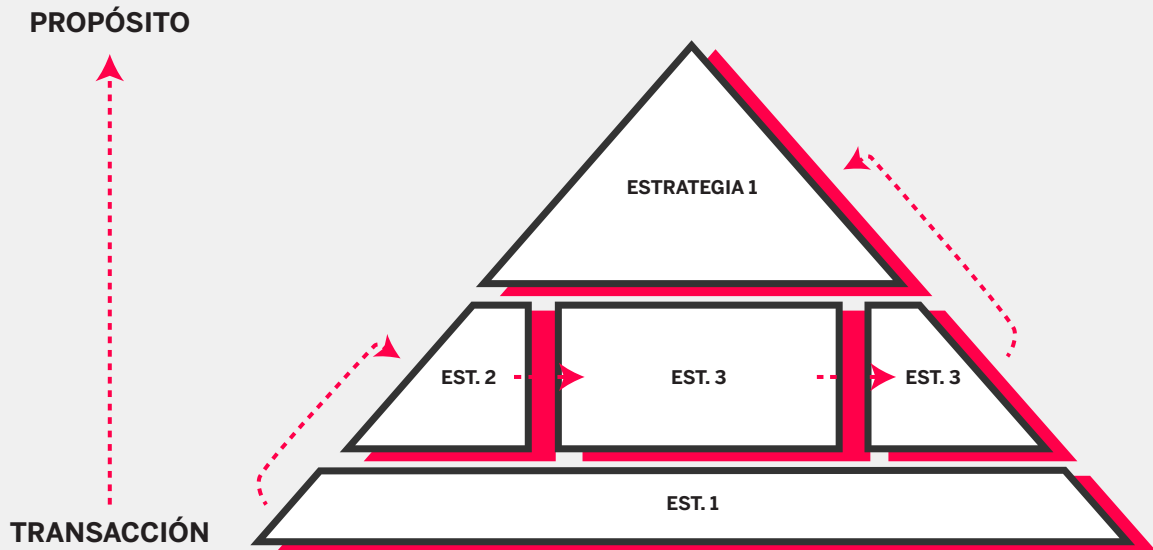 PROPÓSITO
ESTRATEGIA 1
EST. 2
EST. 3
EST. 3
EST. 1
TRANSACCIÓN